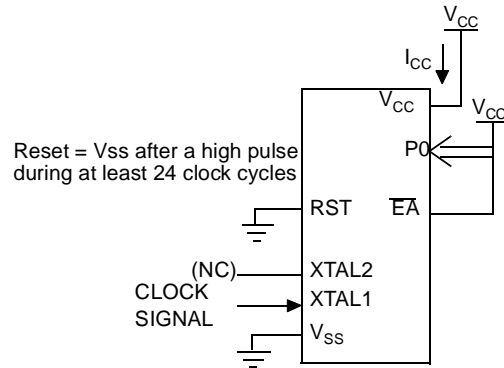 VCC
ICC
VCC
VCC
P0
Reset = Vss after a high pulse
during at least 24 clock cycles
RST
EA
(NC)
XTAL2
CLOCK
SIGNAL
XTAL1
VSS